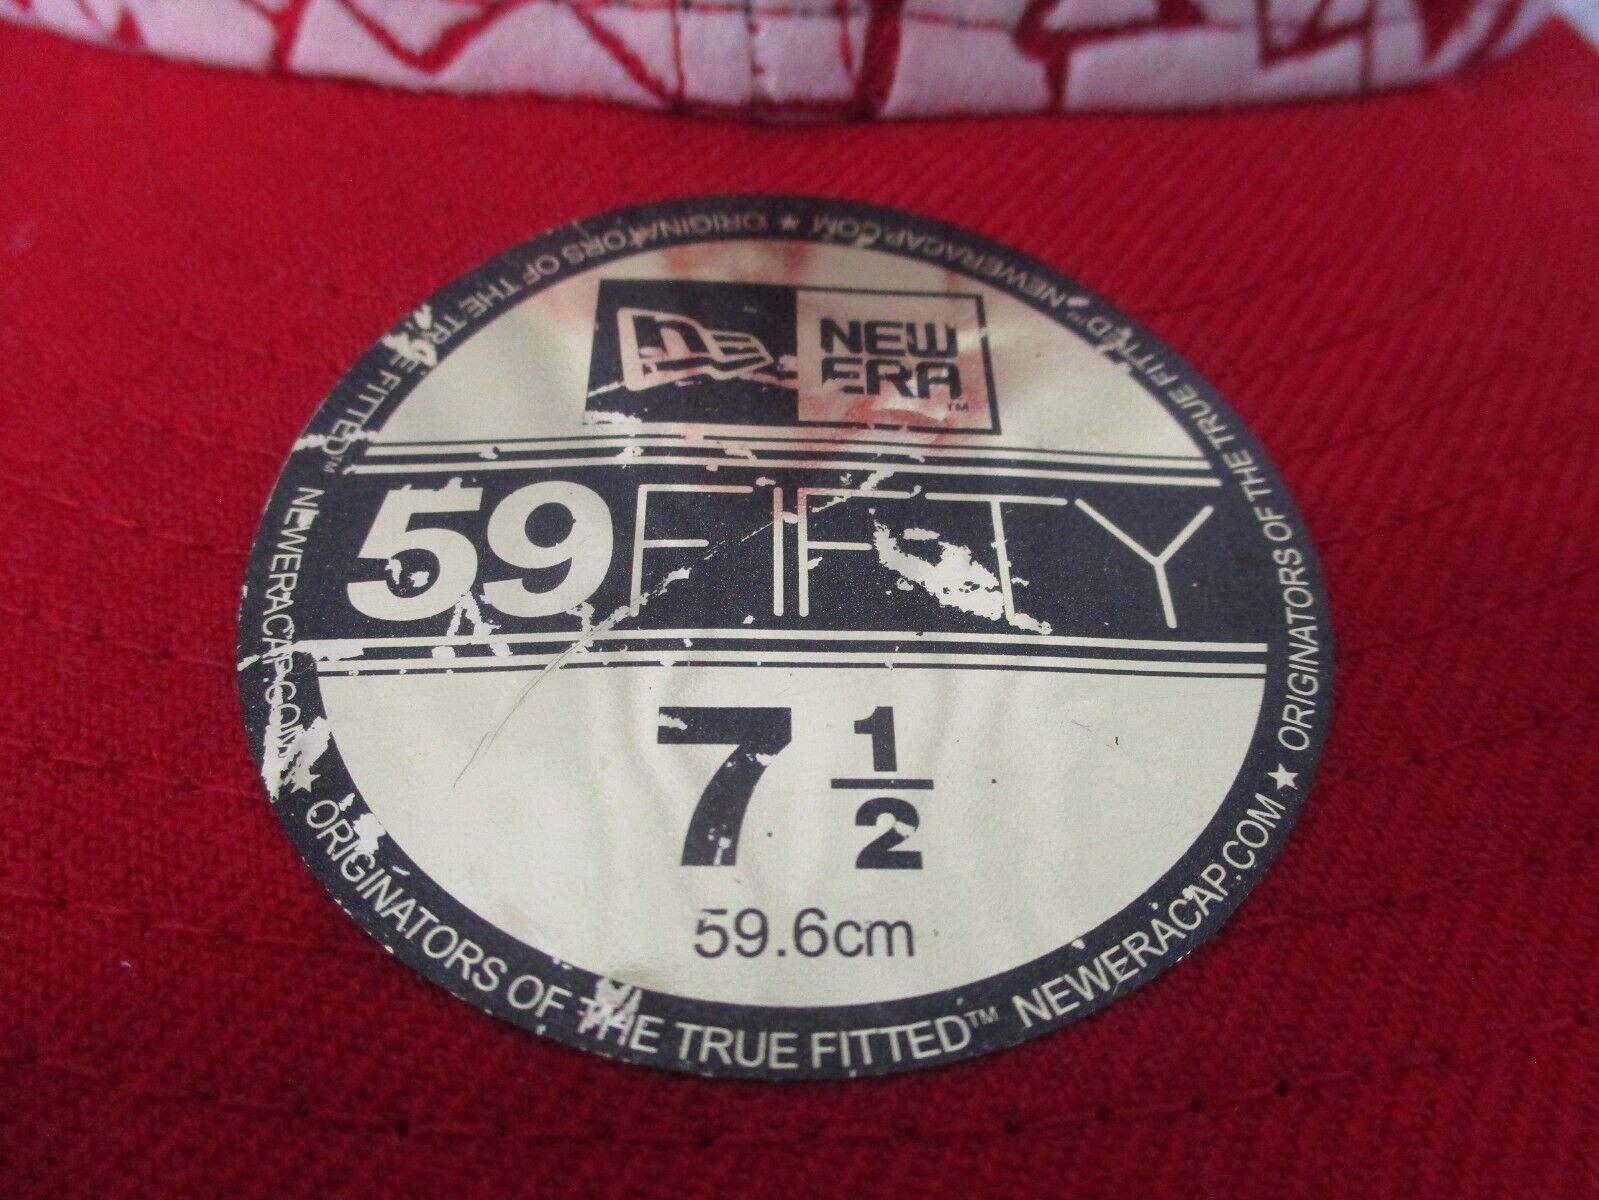 NEW
ERA™
59FIFTY
7 1/2
59.6cm
ORIGINATORS OF THE TRUE FITTED™ NEWERACAP.COM ★ ORIGINATORS OF THE TRUE FITTED™ NEWERACAP.COM ★ ORIGINATORS OF THE TRUE FITTED™ NEWERACAP.COM ★